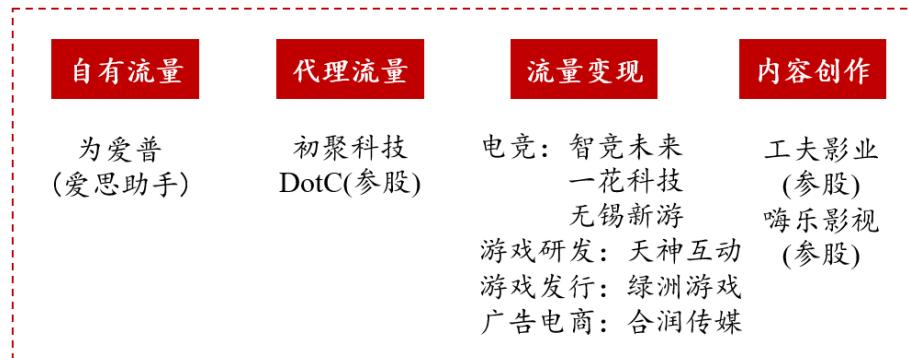 自有流量
为爱普
(爱思助手)
代理流量
初聚科技
DotC(参股)
流量变现
电竞：智竞未来
一花科技
无锡新游
游戏研发：天神互动
游戏发行：绿洲游戏
广告电商：合润传媒
内容创作
工夫影业
(参股)
嗨乐影视
(参股)